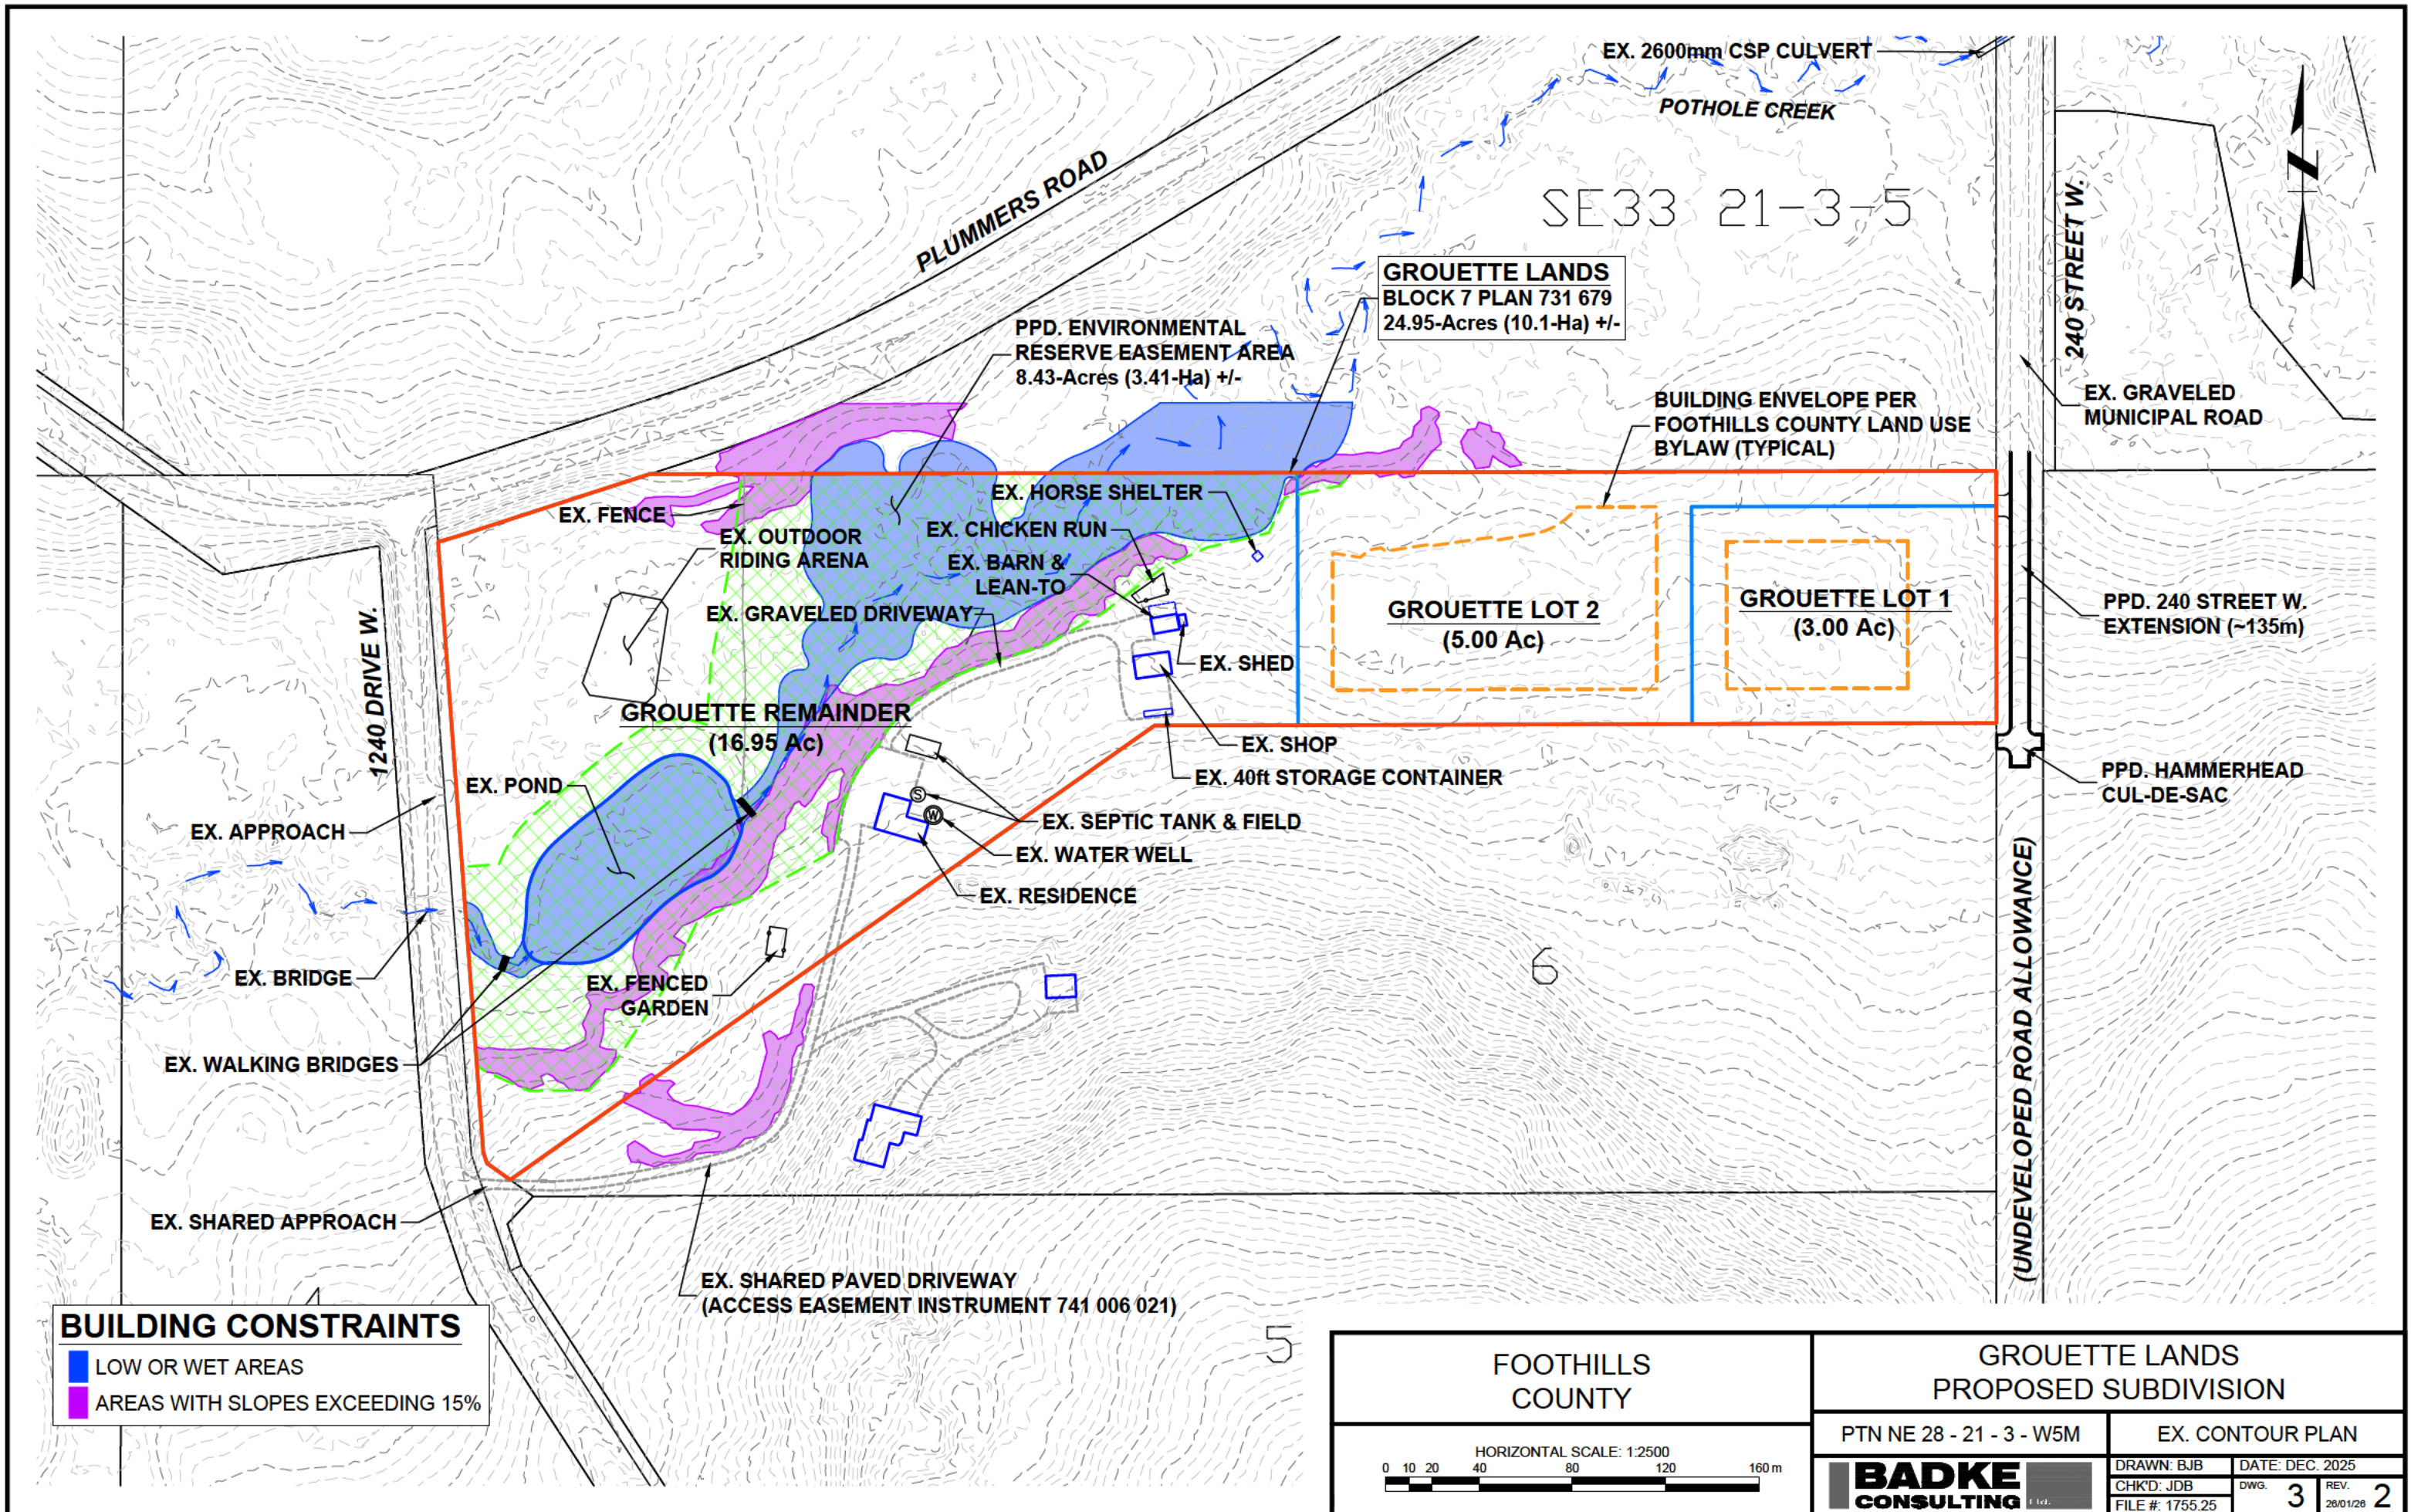 EX. 2600mm CSP CULVERT
POTHOLE CREEK
PLUMMERS ROAD
SE33 21-3-5
240 STREET W.
N
GROUETTE LANDS
BLOCK 7 PLAN 731 679
24.95-Acres (10.1-Ha) +/-
PPD. ENVIRONMENTAL
RESERVE EASEMENT AREA
8.43-Acres (3.41-Ha) +/-
BUILDING ENVELOPE PER
FOOTHILLS COUNTY LAND USE
BYLAW (TYPICAL)
EX. GRAVELED
MUNICIPAL ROAD
EX. FENCE
EX. HORSE SHELTER
EX. OUTDOOR
RIDING ARENA
EX. CHICKEN RUN
EX. BARN &
LEAN-TO
EX. GRAVELED DRIVEWAY
GROUETTE LOT 2
(5.00 Ac)
GROUETTE LOT 1
(3.00 Ac)
PPD. 240 STREET W.
EXTENSION (~135m)
EX. SHED
1240 DRIVE W.
GROUETTE REMAINDER
(16.95 Ac)
EX. SHOP
EX. 40ft STORAGE CONTAINER
PPD. HAMMERHEAD
CUL-DE-SAC
EX. POND
S
W
EX. APPROACH
EX. SEPTIC TANK & FIELD
EX. WATER WELL
EX. RESIDENCE
EX. BRIDGE
EX. FENCED
GARDEN
6
(UNDEVELOPED ROAD ALLOWANCE)
EX. WALKING BRIDGES
EX. SHARED APPROACH
EX. SHARED PAVED DRIVEWAY
(ACCESS EASEMENT INSTRUMENT 741 006 021)
5
BUILDING CONSTRAINTS
LOW OR WET AREAS
AREAS WITH SLOPES EXCEEDING 15%
FOOTHILLS
COUNTY
HORIZONTAL SCALE: 1:2500
0 10 20 40 80 120 160 m
GROUETTE LANDS
PROPOSED SUBDIVISION
PTN NE 28 - 21 - 3 - W5M
EX. CONTOUR PLAN
BADKE
CONSULTING Ltd.
DRAWN: BJB
DATE: DEC. 2025
CHK'D: JDB
DWG. 3
REV. 2
26/01/26
FILE #: 1755.25